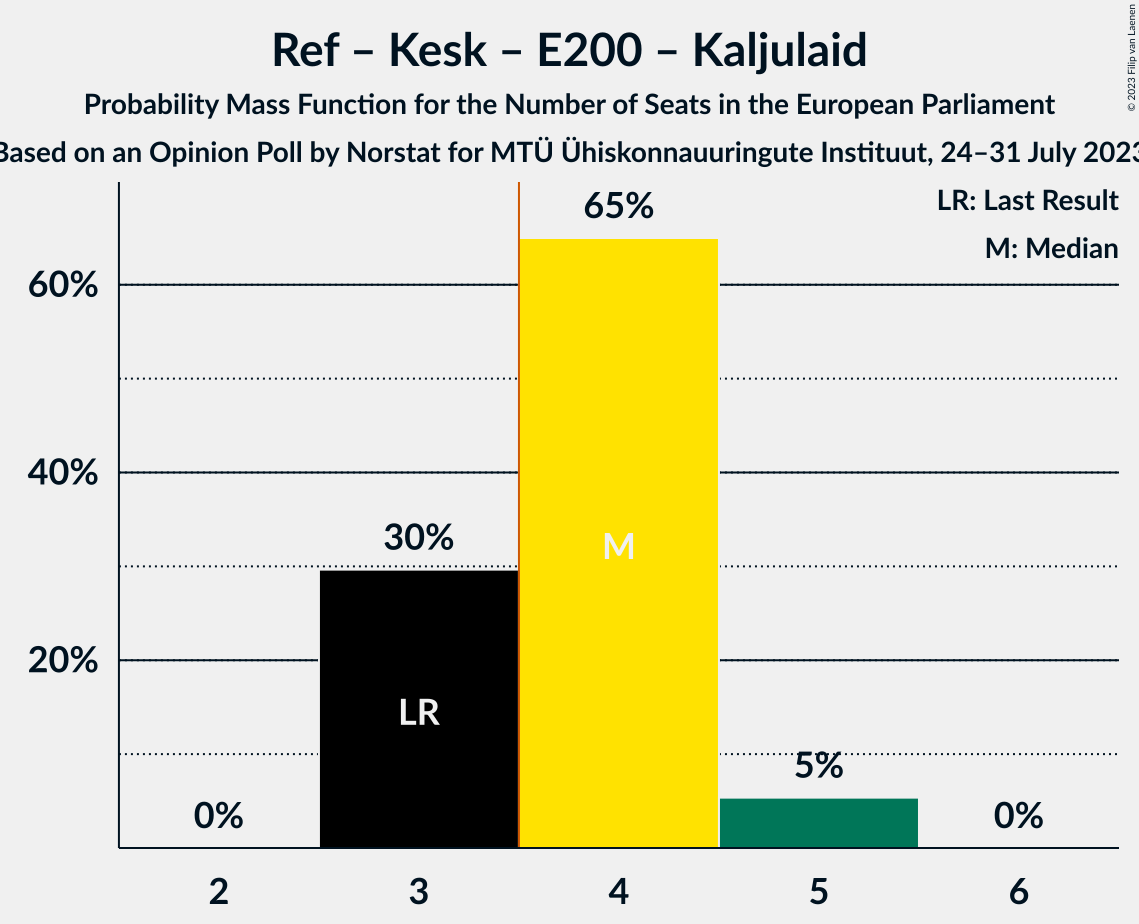 Ref – Kesk – E200 – Kaljulaid
Probability Mass Function for the Number of Seats in the European Parliament
Based on an Opinion Poll by Norstat for MTÜ Ühiskonnauuringute Instituut, 24–31 July 2023
© 2023 Filip van Laenen
LR: Last Result
M: Median
65%
60%
40%
30%
20%
M
LR
5%
0%
0%
2 3 4 5 6